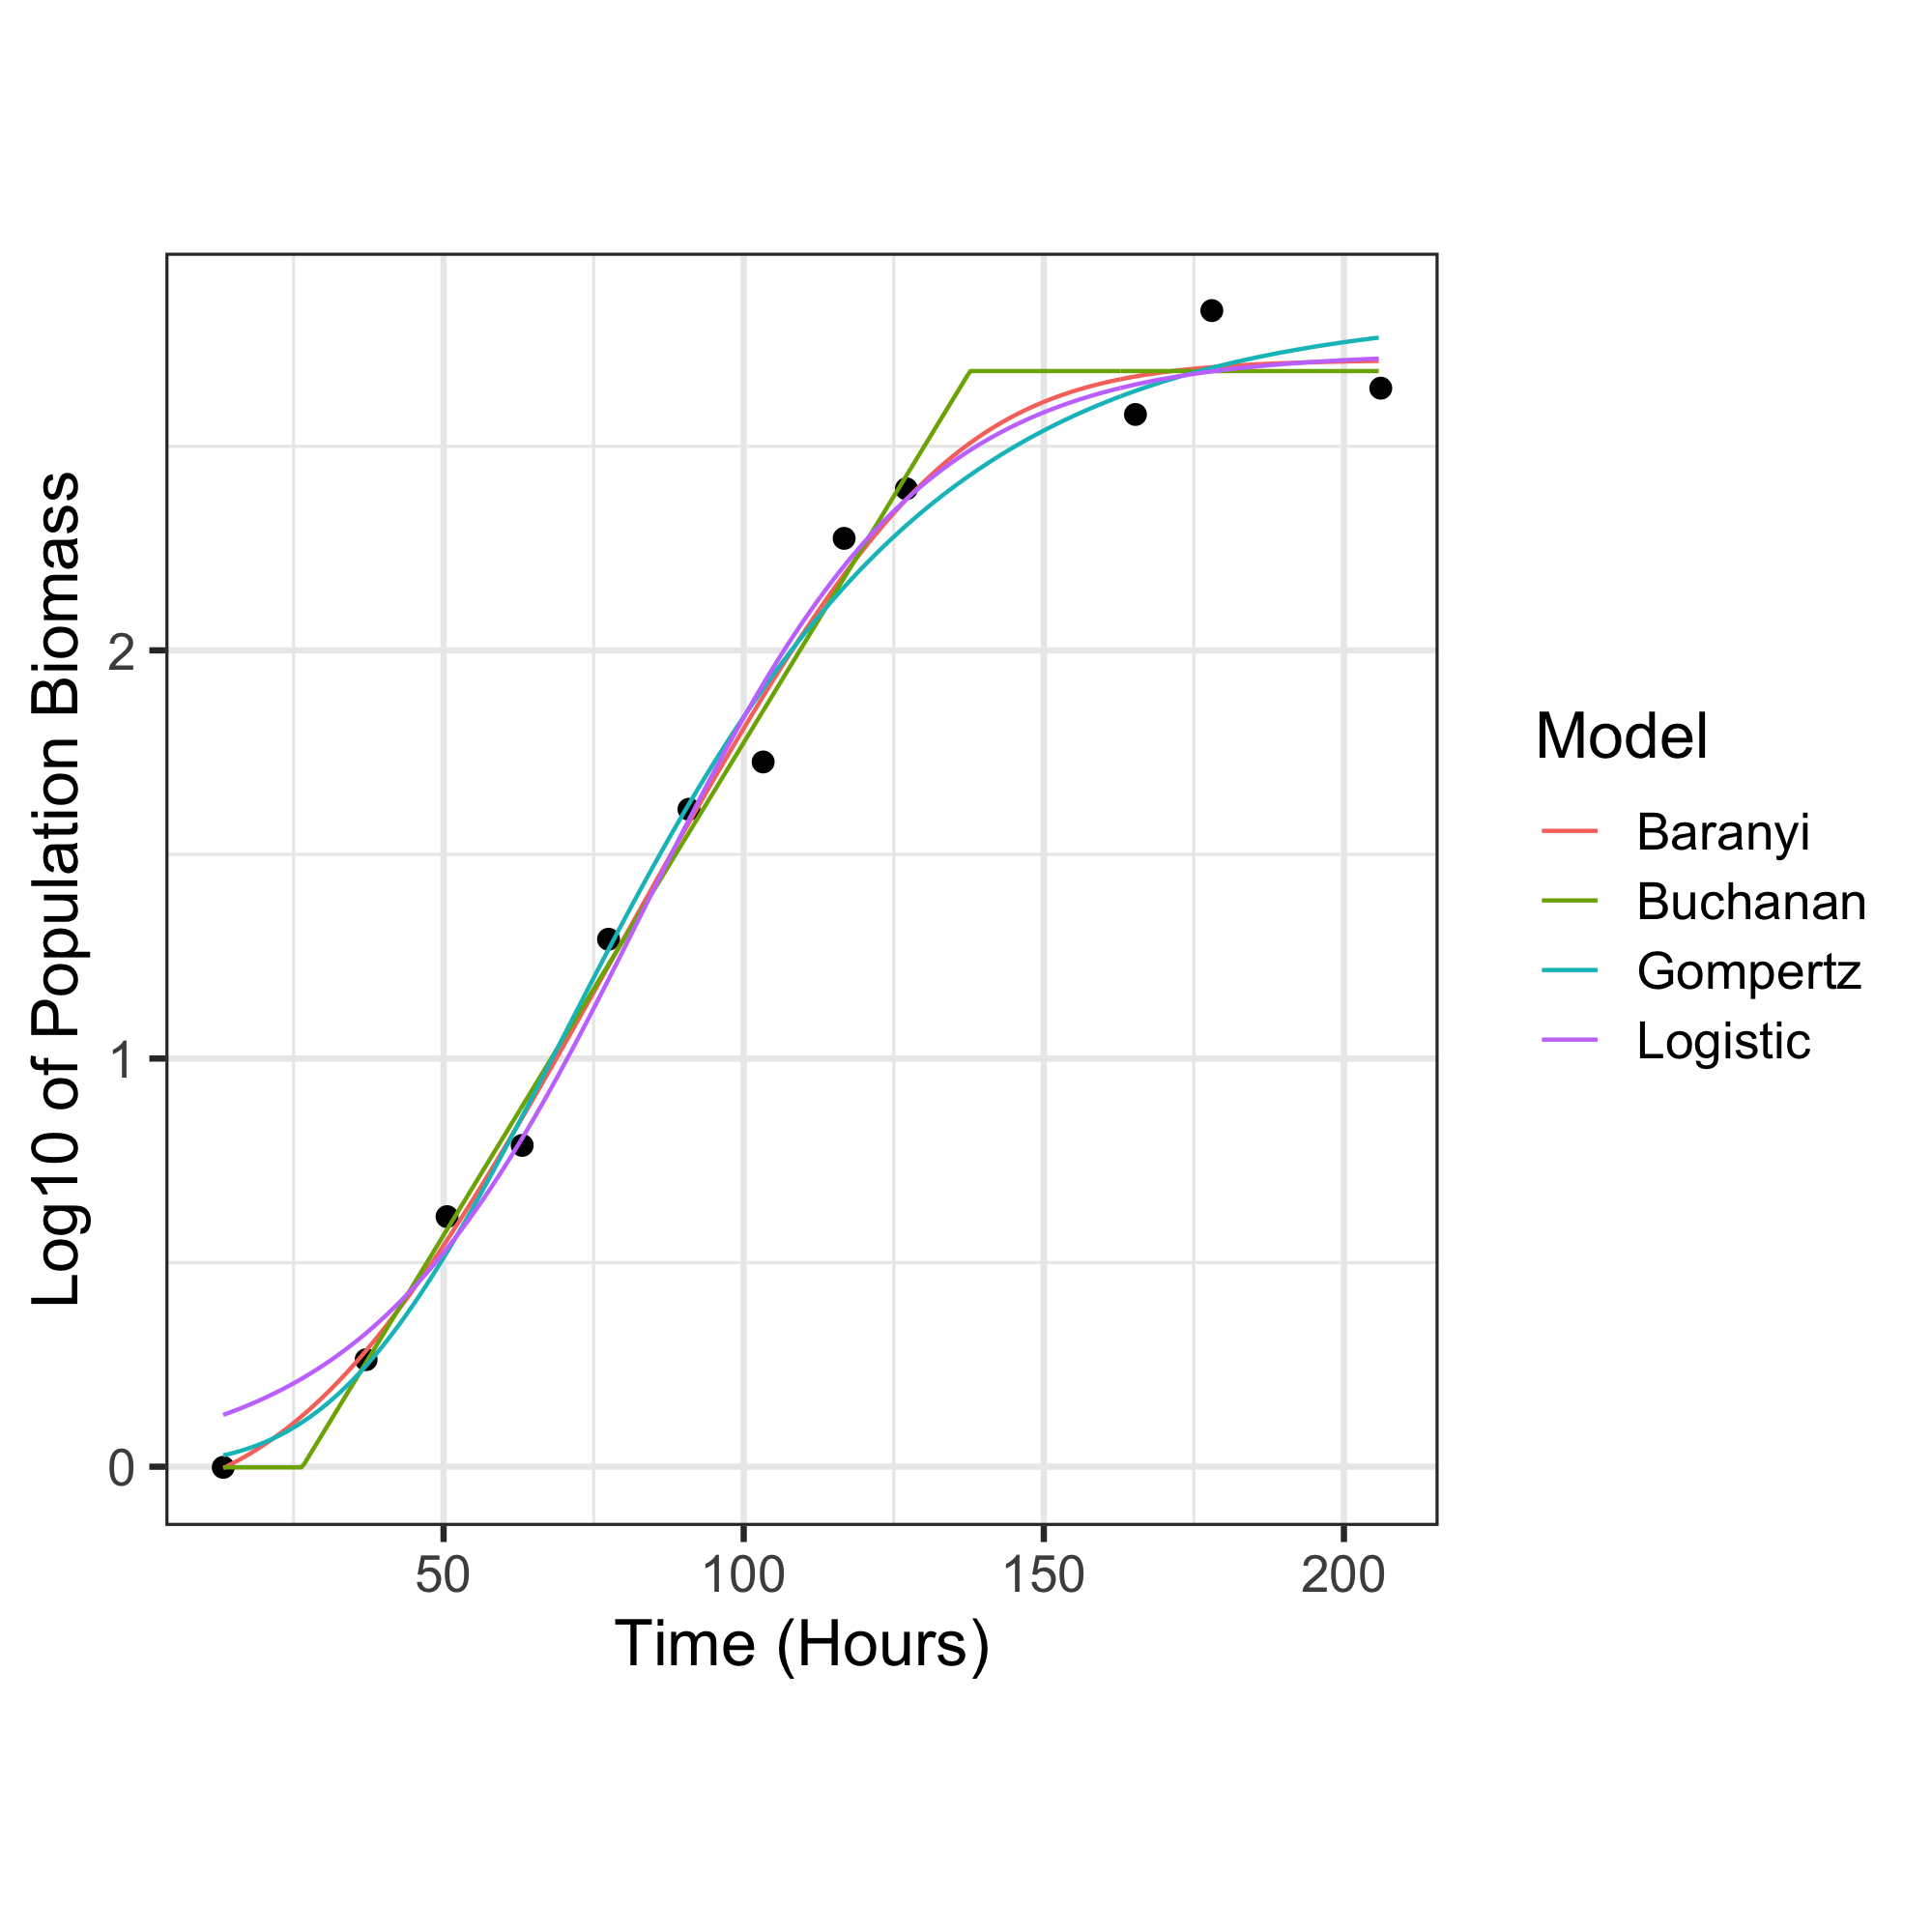 Log10 of Population Biomass
2
1
0
50 100 150 200
Time (Hours)
Model
Baranyi
Buchanan
Gompertz
Logistic